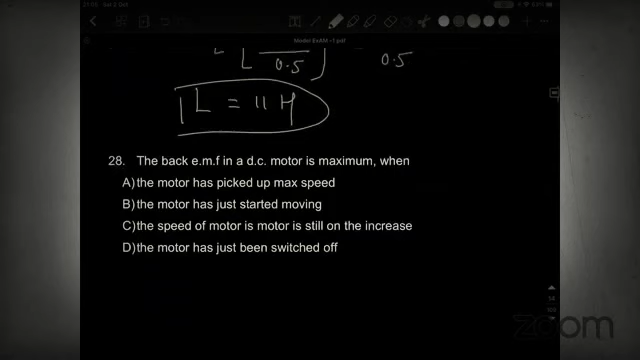 Model ExAM -1 pdf
0.5
0.5
L = 11 H
28. The back e.m.f in a d.c. motor is maximum, when
A) the motor has picked up max speed
B) the motor has just started moving
C) the speed of motor is motor is still on the increase
D) the motor has just been switched off
zoom